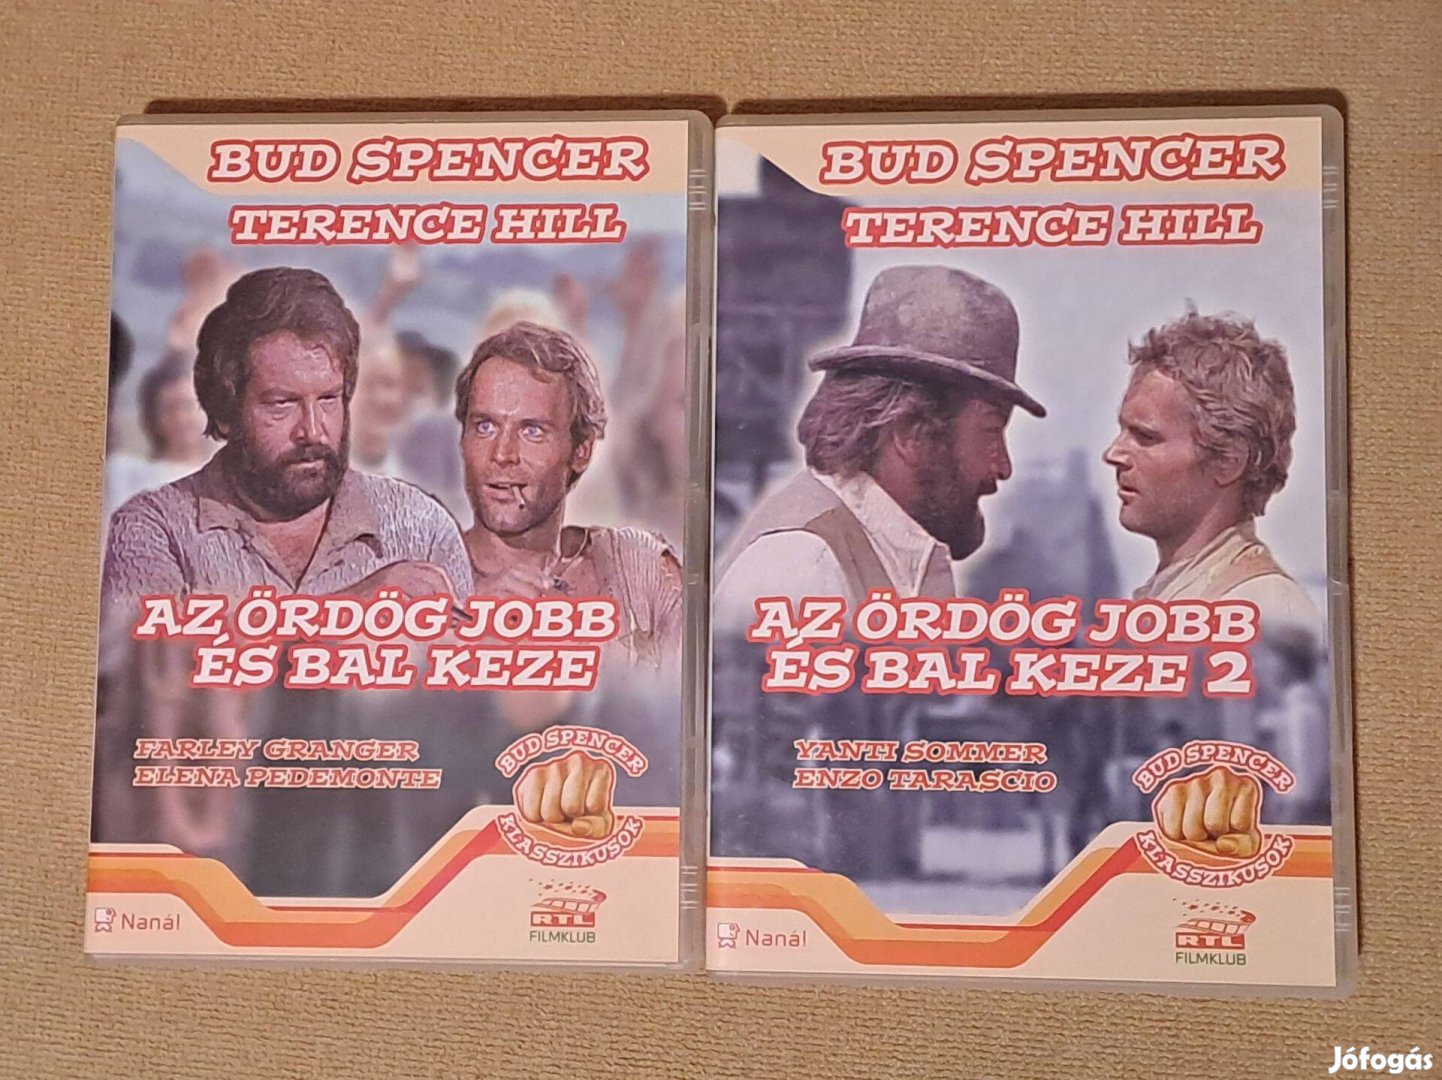 BUD SPENCER
TERENCE HILL
AZ ÖRDÖG JOBB
ÉS BAL KEZE
FARLEY GRANGER
ELENA PEDEMONTE
BUD SPENCER
KLASSZIKUSOK
Naná!
RTL
FILMKLUB
BUD SPENCER
TERENCE HILL
AZ ÖRDÖG JOBB
ÉS BAL KEZE 2
YANTI SOMMER
ENZO TARASCIO
BUD SPENCER
KLASSZIKUSOK
Naná!
RTL
FILMKLUB
Jófogás